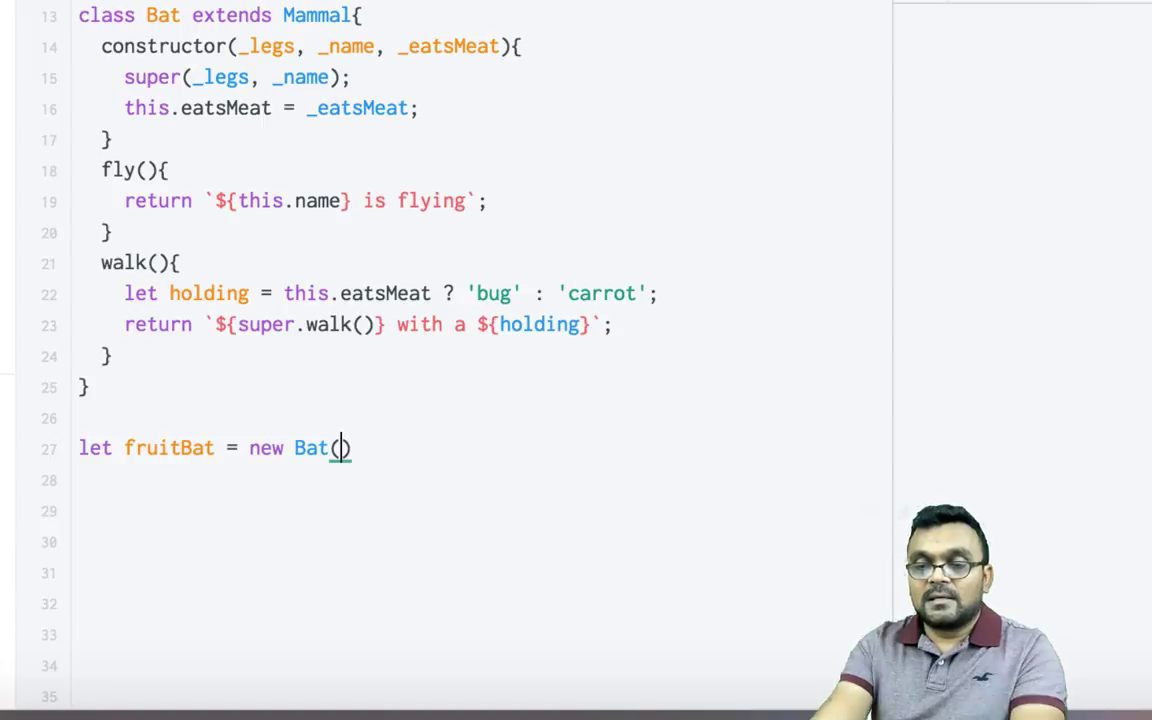 13 class Bat extends Mammal{
14 constructor(_legs, _name, _eatsMeat){
15 super(_legs, _name);
16 this.eatsMeat = _eatsMeat;
17 }
18 fly(){
19 return `${this.name} is flying`;
20 }
21 walk(){
22 let holding = this.eatsMeat ? 'bug' : 'carrot';
23 return `${super.walk()} with a ${holding}`;
24 }
25 }
26
27 let fruitBat = new Bat()
28
29
30
31
32
33
34
35